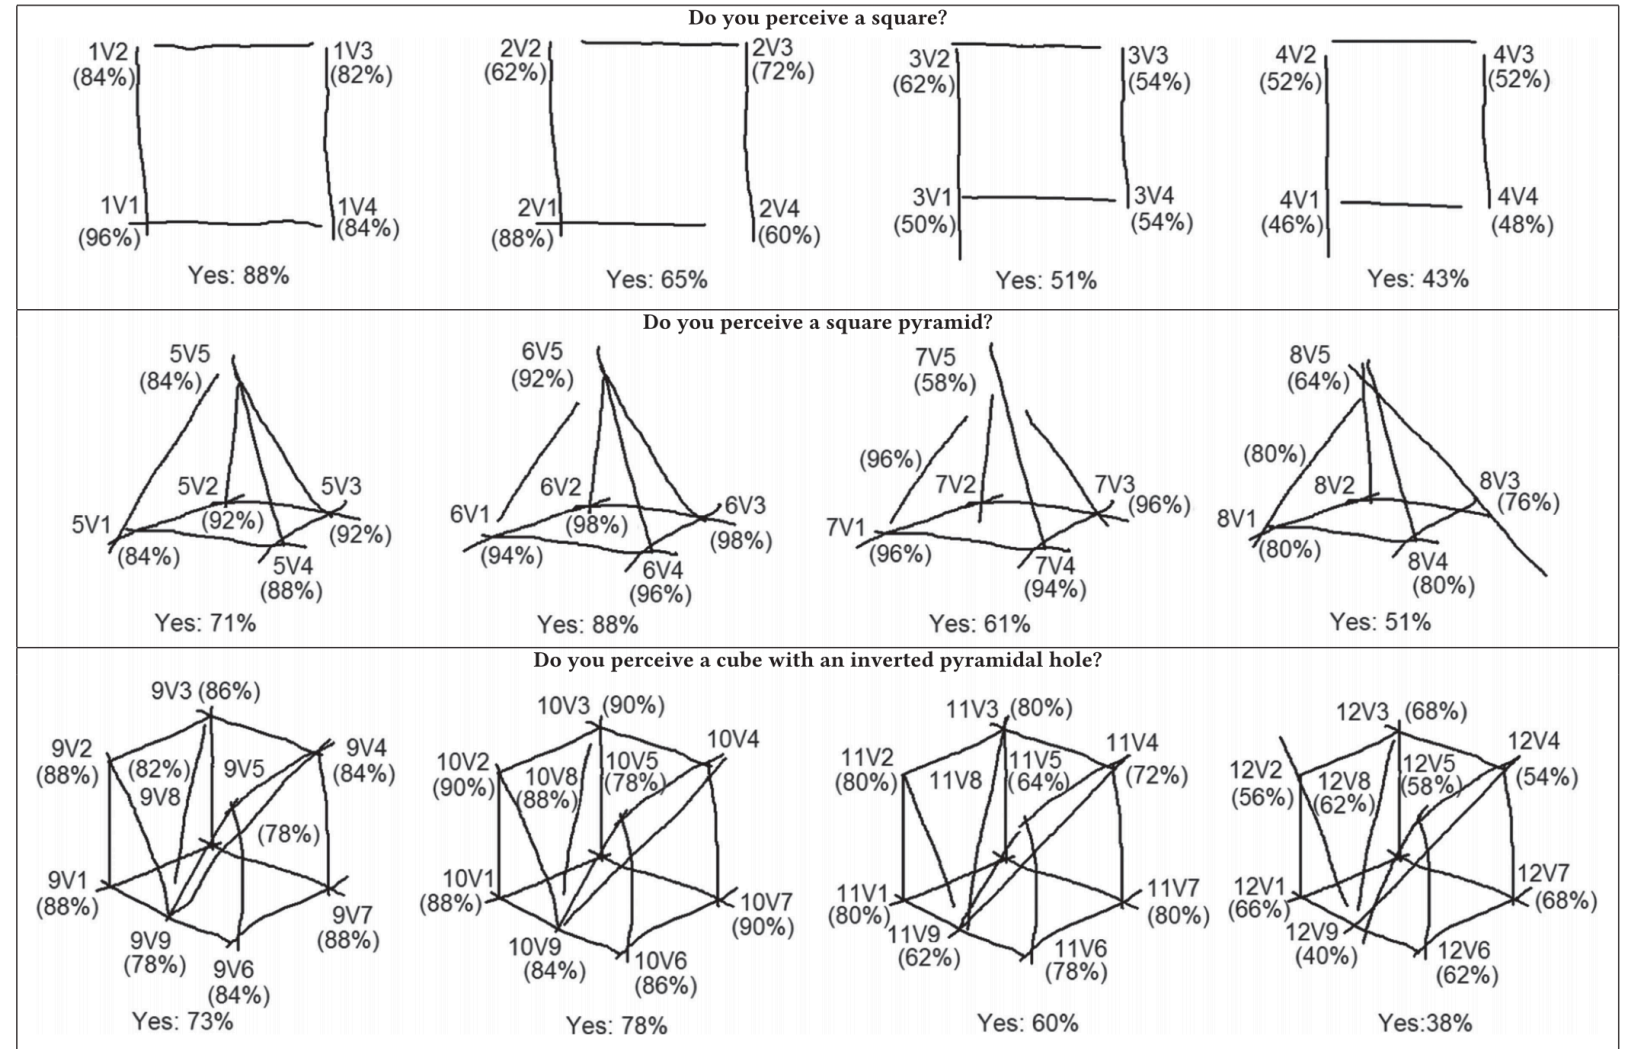 Do you perceive a square?
1V2
(84%)
1V3
(82%)
1V1
(96%)
1V4
(84%)
Yes: 88%
2V2
(62%)
2V3
(72%)
2V1
(88%)
2V4
(60%)
Yes: 65%
3V2
(62%)
3V3
(54%)
3V1
(50%)
3V4
(54%)
Yes: 51%
4V2
(52%)
4V3
(52%)
4V1
(46%)
4V4
(48%)
Yes: 43%
Do you perceive a square pyramid?
5V5
(84%)
5V2
(92%)
5V3
(92%)
5V1
(84%)
5V4
(88%)
Yes: 71%
6V5
(92%)
6V2
(98%)
6V3
(98%)
6V1
(94%)
6V4
(96%)
Yes: 88%
7V5
(58%)
(96%)
7V2
7V3
(96%)
7V1
(96%)
7V4
(94%)
Yes: 61%
8V5
(64%)
(80%)
8V2
8V3
(76%)
8V1
(80%)
8V4
(80%)
Yes: 51%
Do you perceive a cube with an inverted pyramidal hole?
9V3 (86%)
9V2
(88%)
(82%)
9V8
9V5
9V4
(84%)
(78%)
9V1
(88%)
9V7
(88%)
9V9
(78%)
9V6
(84%)
Yes: 73%
10V3 (90%)
10V2
(90%)
10V8
(88%)
10V5
(78%)
10V4
10V1
(88%)
10V7
(90%)
10V9
(84%)
10V6
(86%)
Yes: 78%
11V3 (80%)
11V2
(80%)
11V8
11V5
(64%)
11V4
(72%)
11V1
(80%)
11V7
(80%)
11V9
(62%)
11V6
(78%)
Yes: 60%
12V3 (68%)
12V2
(56%)
12V8
(62%)
12V5
(58%)
12V4
(54%)
12V1
(66%)
12V7
(68%)
12V9
(40%)
12V6
(62%)
Yes:38%